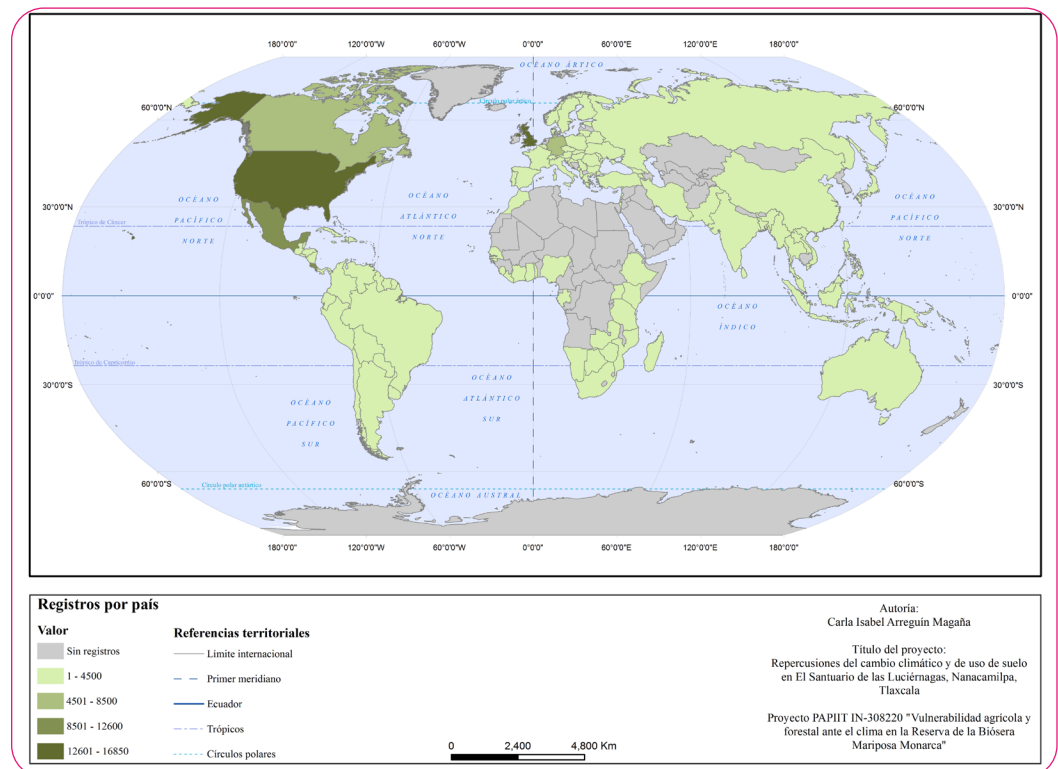 180°0'0" 120°0'0"W 60°0'0"W 0°0'0" 60°0'0"E 120°0'0"E 180°0'0"
OCÉANO ÁRTICO
60°0'0"N Círculo polar ártico 60°0'0"N
OCÉANO
PACÍFICO
NORTE
OCÉANO
ATLÁNTICO
NORTE
OCÉANO
PACÍFICO
NORTE
30°0'0"N 30°0'0"N
Trópico de Cáncer
0°0'0" 0°0'0"
OCÉANO
ÍNDICO
Trópico de Capricornio
30°0'0"S 30°0'0"S
OCÉANO
PACÍFICO
SUR
OCÉANO
ATLÁNTICO
SUR
60°0'0"S Círculo polar antártico 60°0'0"S
OCÉANO AUSTRAL
180°0'0" 120°0'0"W 60°0'0"W 0°0'0" 60°0'0"E 120°0'0"E 180°0'0"
Registros por país
Valor
Sin registros
1 - 4500
4501 - 8500
8501 - 12600
12601 - 16850
Referencias territoriales
Límite internacional
Primer meridiano
Ecuador
Trópicos
Círculos polares
0 2,400 4,800 Km
Autoría:
Carla Isabel Arreguín Magaña
Título del proyecto:
Repercusiones del cambio climático y de uso de suelo
en El Santuario de las Luciérnagas, Nanacamilpa,
Tlaxcala
Proyecto PAPIIT IN-308220 "Vulnerabilidad agrícola y
forestal ante el clima en la Reserva de la Biósera
Mariposa Monarca"